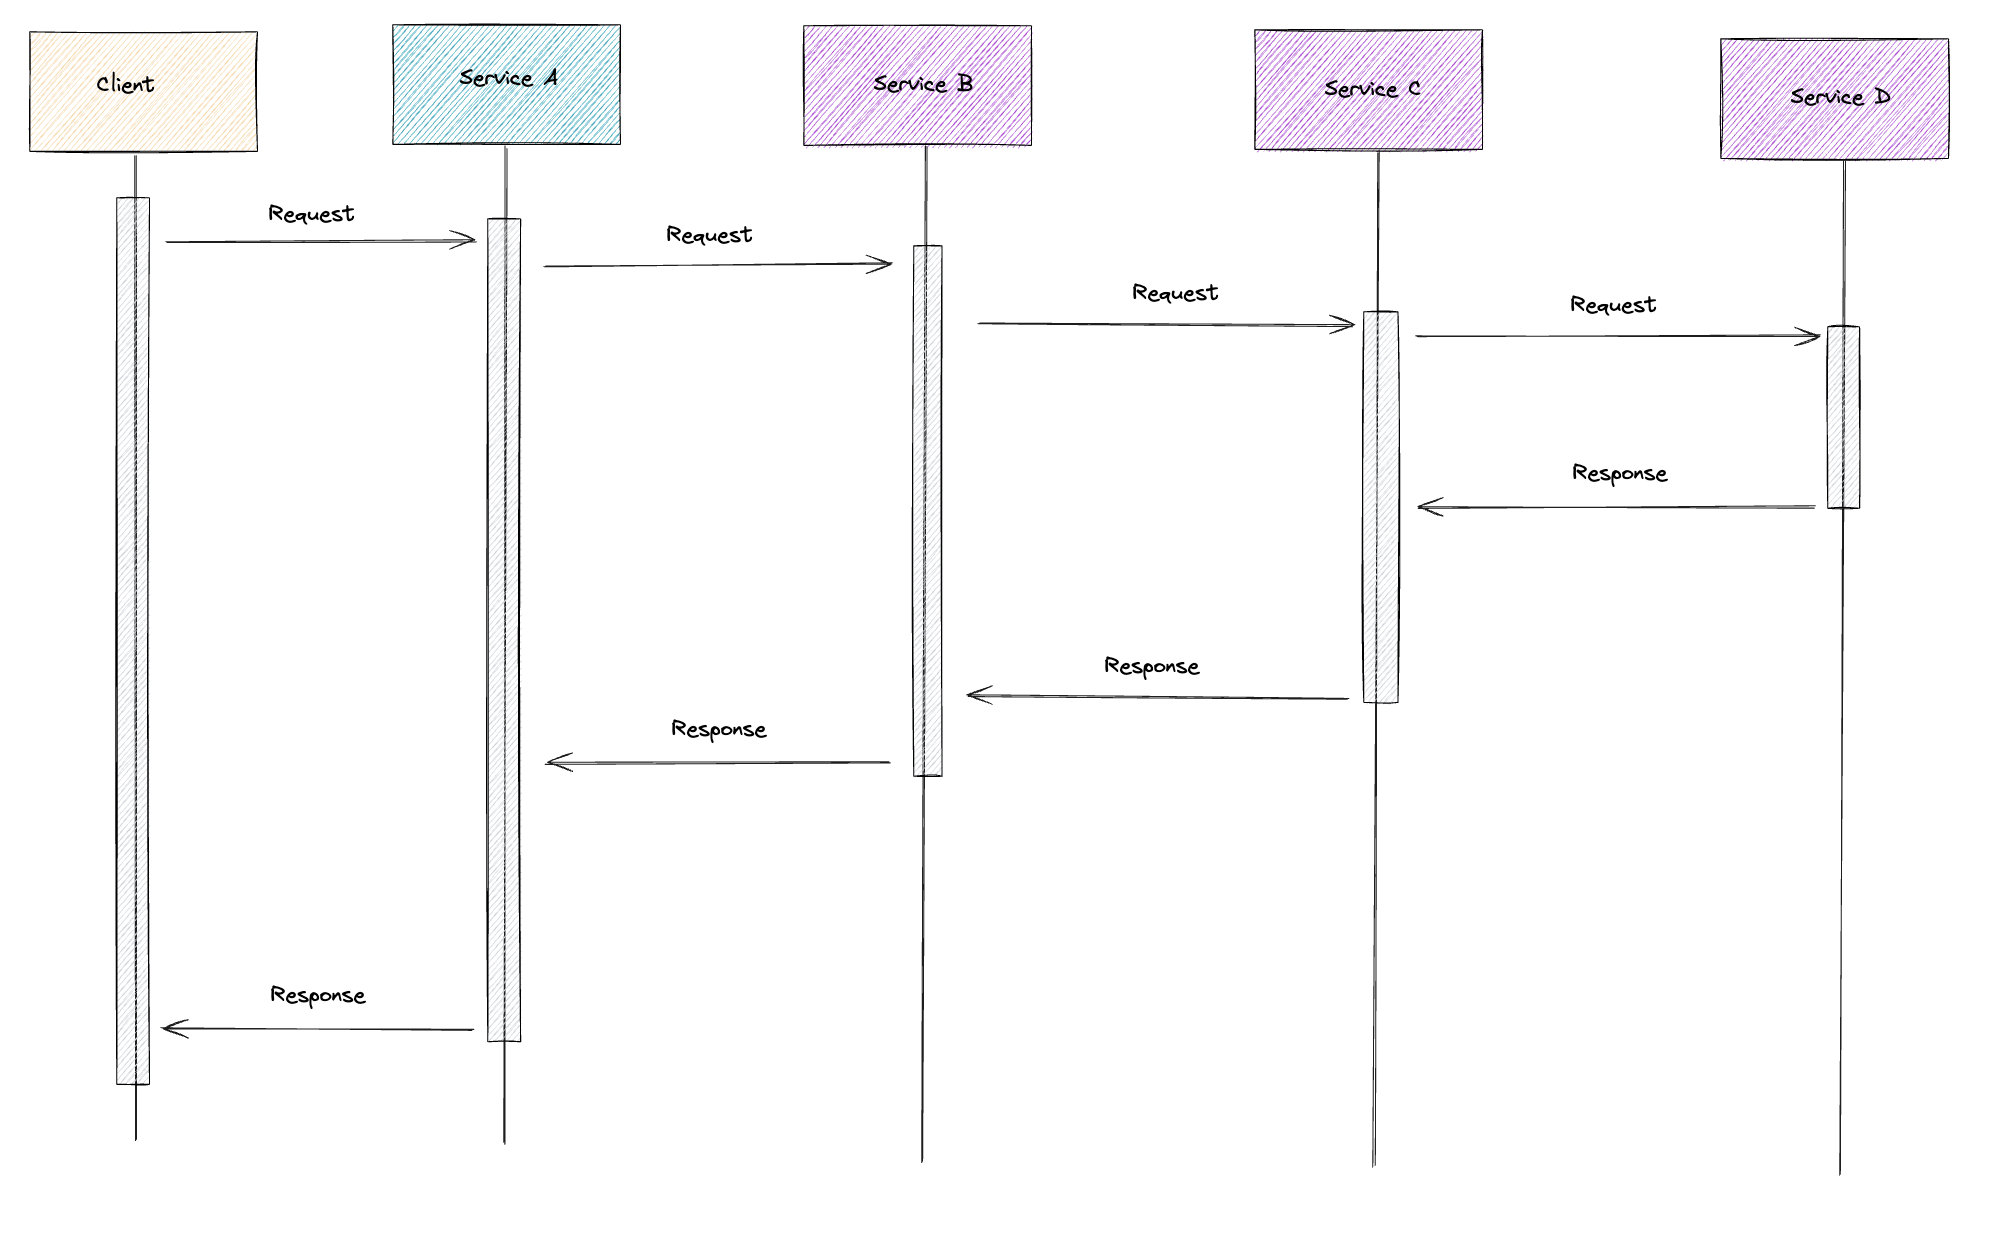 Client
Service A
Service B
Service C
Service D
Request
Request
Request
Request
Response
Response
Response
Response